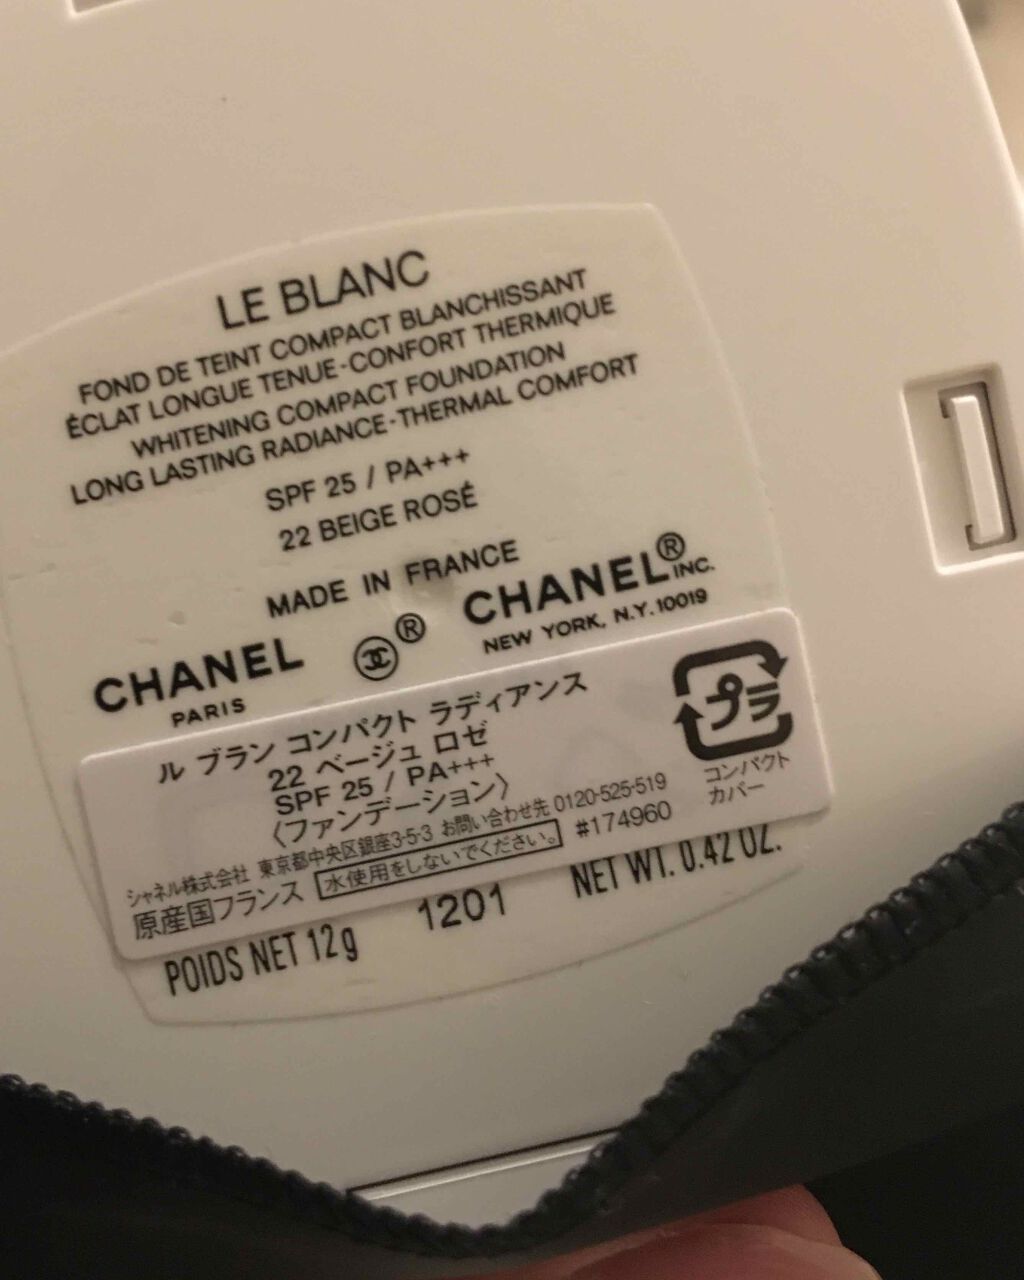 LE BLANC
FOND DE TEINT COMPACT BLANCHISSANT
ÉCLAT LONGUE TENUE-CONFORT THERMIQUE
WHITENING COMPACT FOUNDATION
LONG LASTING RADIANCE-THERMAL COMFORT
SPF 25 / PA+++
22 BEIGE ROSÉ
MADE IN FRANCE
CHANEL
PARIS
®
CHANEL®
INC.
NEW YORK, N.Y. 10019
ル ブラン コンパクト ラディアンス
22 ベージュ ロゼ
SPF 25 / PA+++
〈ファンデーション〉
シャネル株式会社 東京都中央区銀座3-5-3 お問い合わせ先 0120-525-519
原産国フランス 水使用をしないでください。 #174960
プラ
コンパクト
カバー
POIDS NET 12g 1201 NET WT. 0.42 OZ.